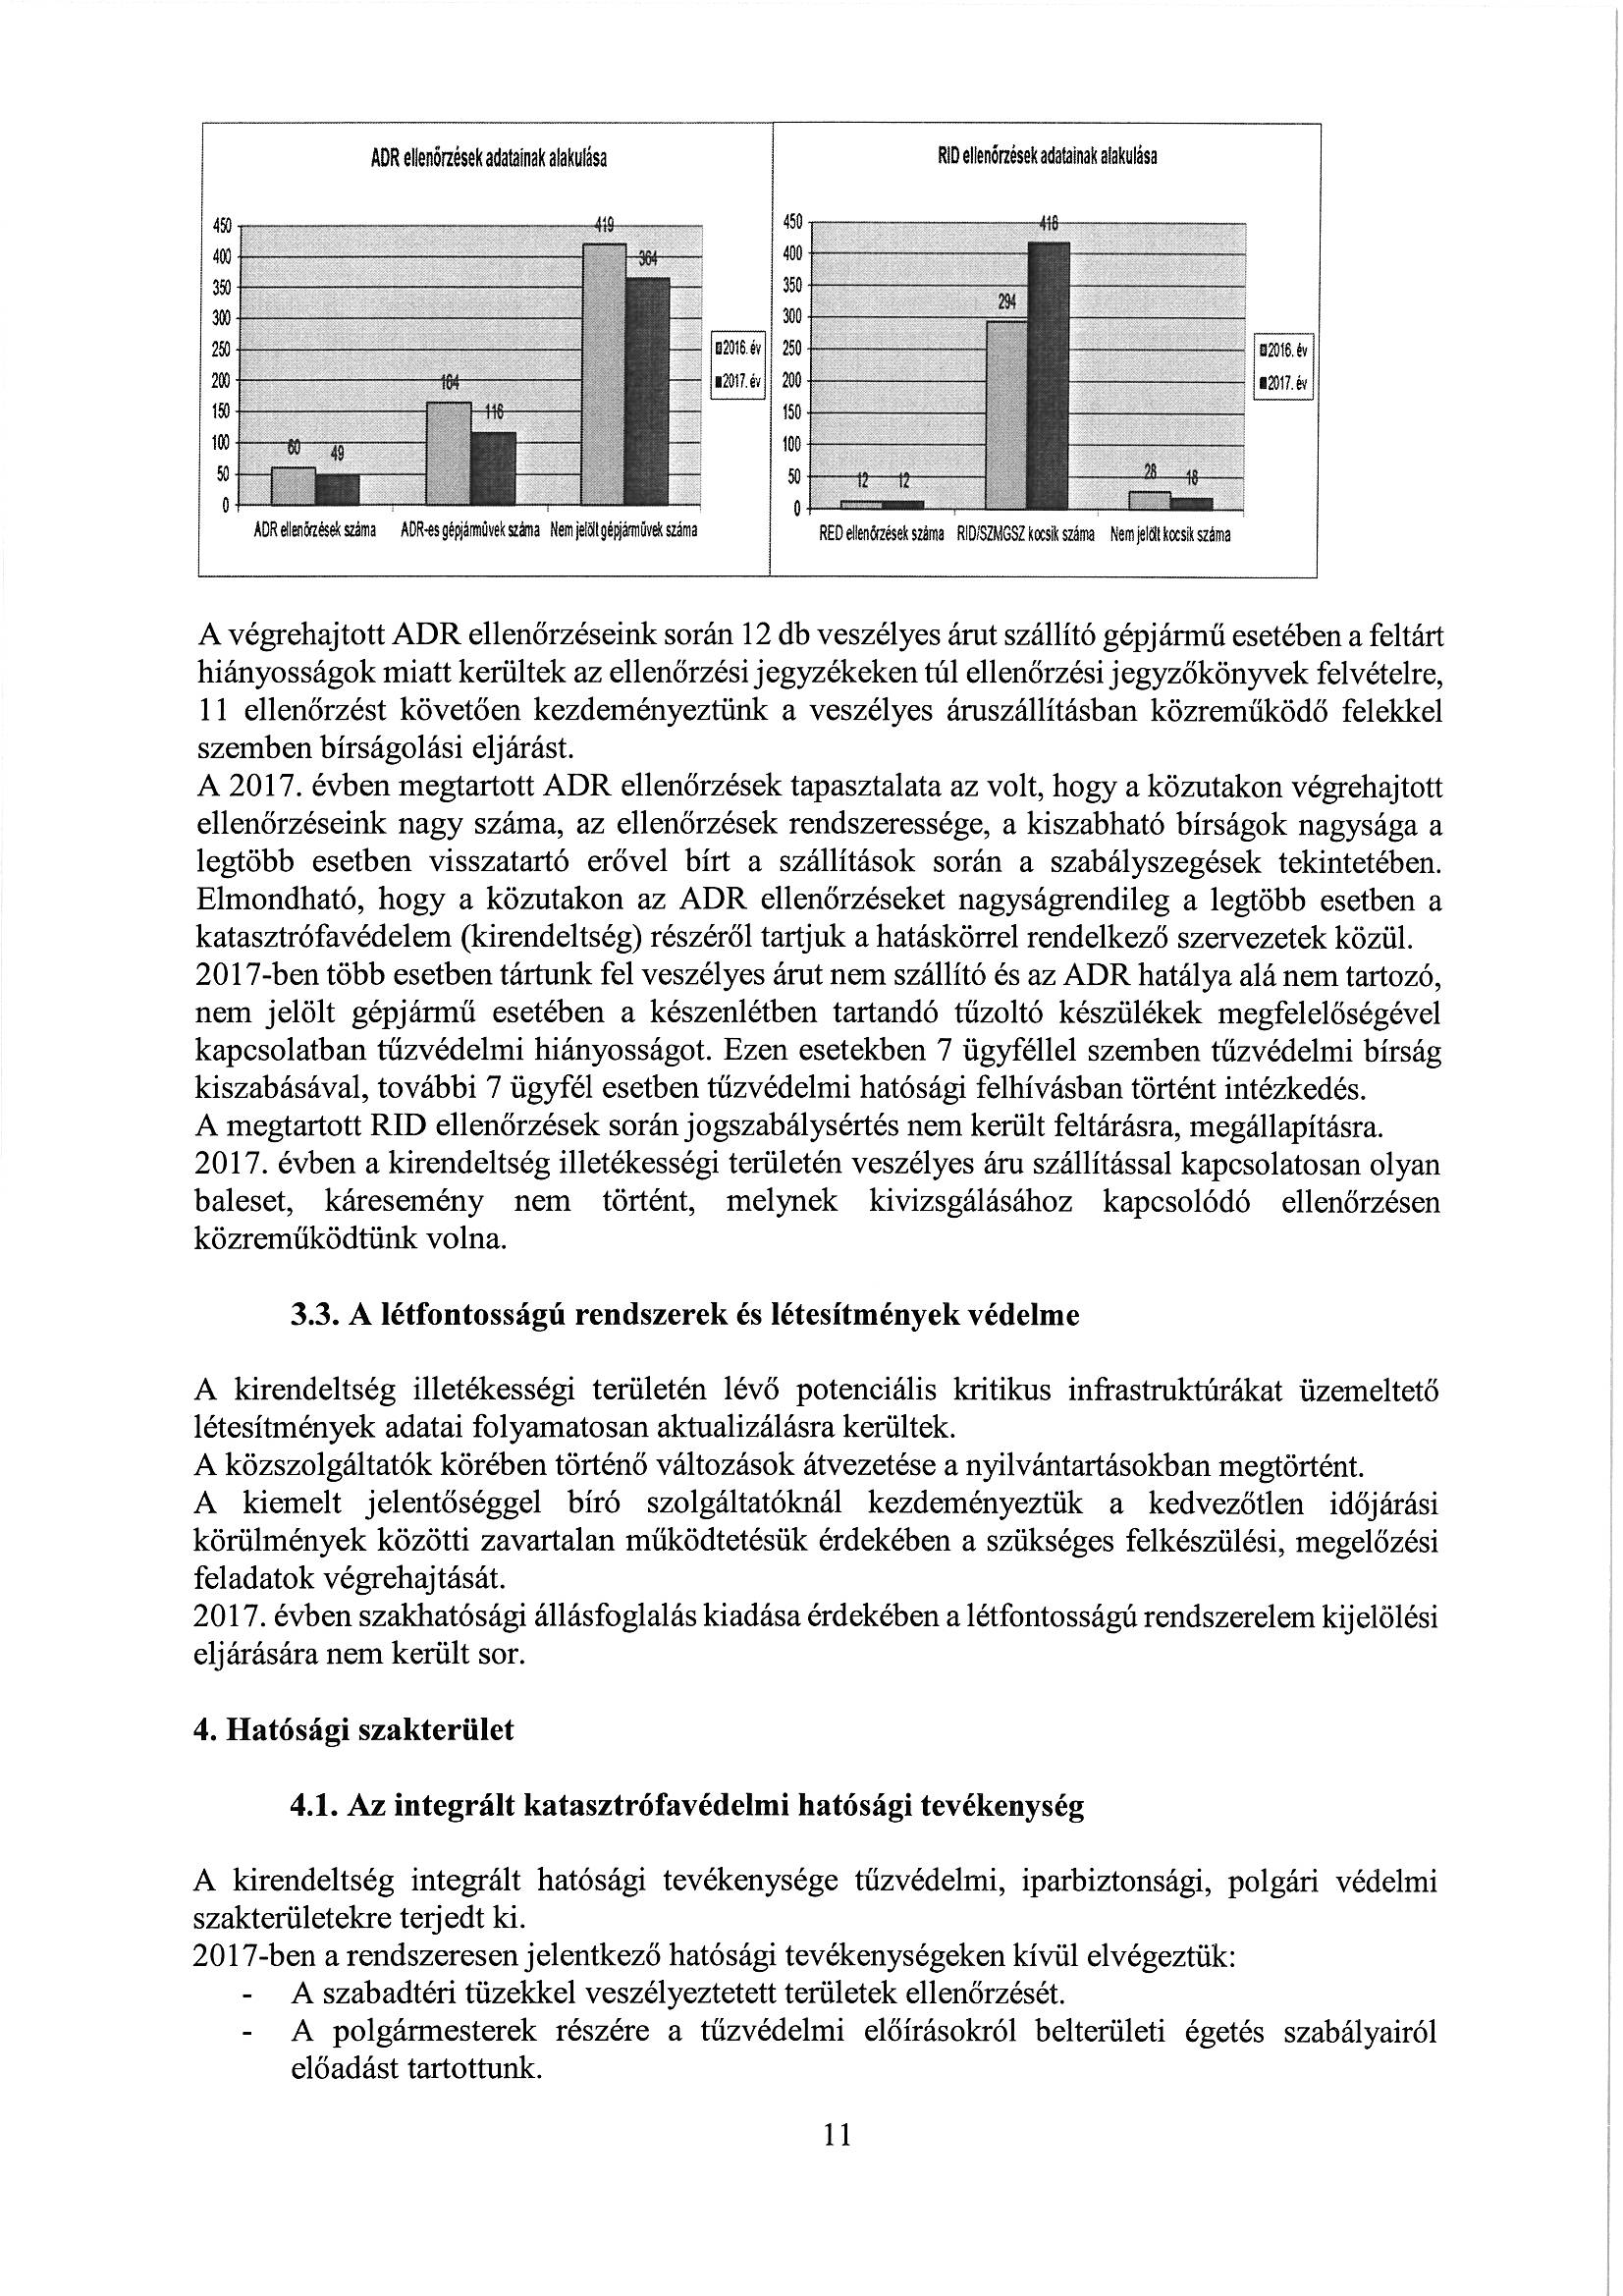 ADR ellenőrzések adatainak alakulása
450
400
350
300
250
200
150
100
50
0
60
49
164
116
419
364
ADR ellenőrzések száma
ADR-es gépjárművek száma
Nem jelölt gépjárművek száma
2016. év
2017. év
RID ellenőrzések adatainak alakulása
450
400
350
300
250
200
150
100
50
0
12
12
294
28
18
RED ellenőrzések száma
RID/SZMGSZ kocsik száma
Nem jelölt kocsik száma
2016. év
2017. év
A végrehajtott ADR ellenőrzéseink során 12 db veszélyes árut szállító gépjármű esetében a feltárt
hiányosságok miatt kerültek az ellenőrzési jegyzékeken túl ellenőrzési jegyzőkönyvek felvételre,
11 ellenőrzést követően kezdeményeztünk a veszélyes áruszállításban közreműködő felekkel
szemben bírságolási eljárást.
A 2017. évben megtartott ADR ellenőrzések tapasztalata az volt, hogy a közutakon végrehajtott
ellenőrzéseink nagy száma, az ellenőrzések rendszeressége, a kiszabható bírságok nagysága a
legtöbb esetben visszatartó erővel bírt a szállítások során a szabályszegések tekintetében.
Elmondható, hogy a közutakon az ADR ellenőrzéseket nagyságrendileg a legtöbb esetben a
katasztrófavédelem (kirendeltség) részéről tartjuk a hatáskörrel rendelkező szervezetek közül.
2017-ben több esetben tártunk fel veszélyes árut nem szállító és az ADR hatálya alá nem tartozó,
nem jelölt gépjármű esetében a készenlétben tartandó tűzoltó készülékek megfelelőségével
kapcsolatban tűzvédelmi hiányosságot. Ezen esetekben 7 ügyféllel szemben tűzvédelmi bírság
kiszabásával, további 7 ügyfél esetben tűzvédelmi hatósági felhívásban történt intézkedés.
A megtartott RID ellenőrzések során jogszabálysértés nem került feltárásra, megállapításra.
2017. évben a kirendeltség illetékességi területén veszélyes áru szállítással kapcsolatosan olyan
baleset, káresemény nem történt, melynek kivizsgálásához kapcsolódó ellenőrzésen
közreműködtünk volna.
3.3. A létfontosságú rendszerek és létesítmények védelme
A kirendeltség illetékességi területén lévő potenciális kritikus infrastruktúrákat üzemeltető
létesítmények adatai folyamatosan aktualizálásra kerültek.
A közszolgáltatók körében történő változások átvezetése a nyilvántartásokban megtörtént.
A kiemelt jelentőséggel bíró szolgáltatóknál kezdeményeztük a kedvezőtlen időjárási
körülmények közötti zavartalan működtetésük érdekében a szükséges felkészülési, megelőzési
feladatok végrehajtását.
2017. évben szakhatósági állásfoglalás kiadása érdekében a létfontosságú rendszerelem kijelölési
eljárására nem került sor.
4. Hatósági szakterület
4.1. Az integrált katasztrófavédelmi hatósági tevékenység
A kirendeltség integrált hatósági tevékenysége tűzvédelmi, iparbiztonsági, polgári védelmi
szakterületekre terjedt ki.
2017-ben a rendszeresen jelentkező hatósági tevékenységeken kívül elvégeztük:
- A szabadtéri tüzekkel veszélyeztetett területek ellenőrzését.
- A polgármesterek részére a tűzvédelmi előírásokról belterületi égetés szabályairól
előadást tartottunk.
11